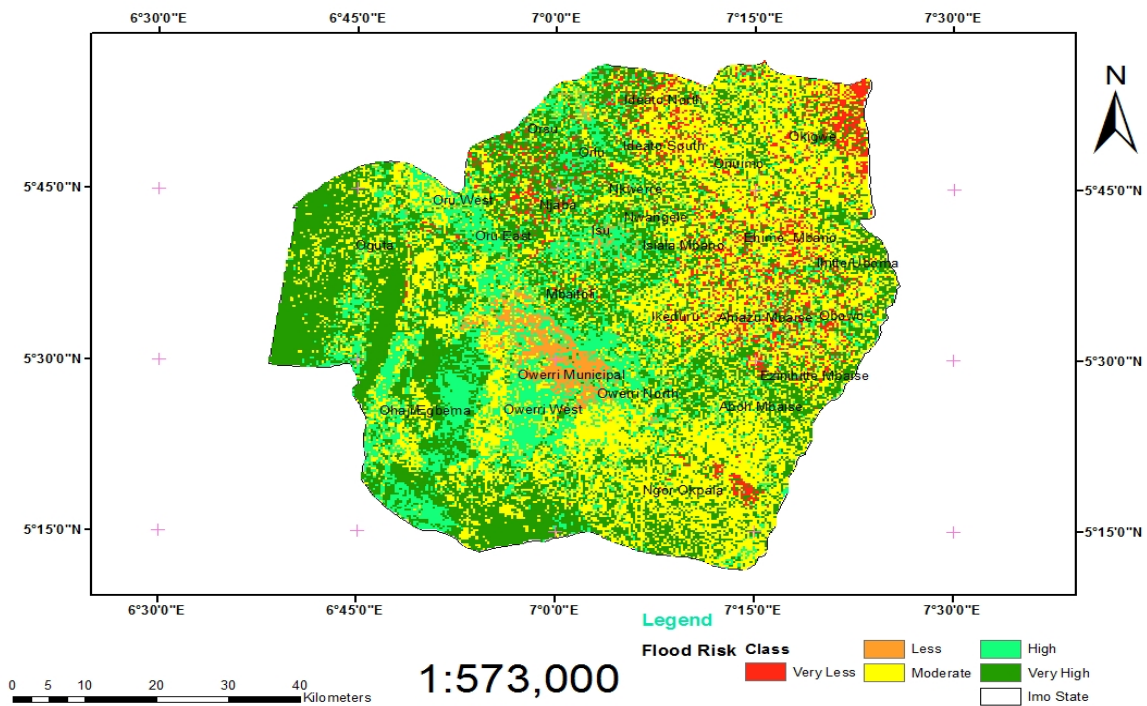 6°30'0"E 6°45'0"E 7°0'0"E 7°15'0"E 7°30'0"E
N
Ideato North
Orsu
Okigwe
Orlu
Ideato South
Onuimo
5°45'0"N
5°45'0"N
Nkwerre
Oru West
Njaba
Nwangele
Isu
Oru East
Ehime Mbano
Oguta
Isiala Mbano
Ihitte/Uboma
Mbaitoli
Ikeduru
Ahiazu Mbaise
Obowo
5°30'0"N
5°30'0"N
Owerri Municipal
Ezinihitte Mbaise
Owerri North
Ohaji/Egbema
Owerri West
Aboh Mbaise
Ngor Okpala
5°15'0"N
5°15'0"N
6°30'0"E 6°45'0"E 7°0'0"E 7°15'0"E 7°30'0"E
Legend
Flood Risk Class
Very Less
Less
Moderate
High
Very High
Imo State
1:573,000
0 5 10 20 30 40
Kilometers